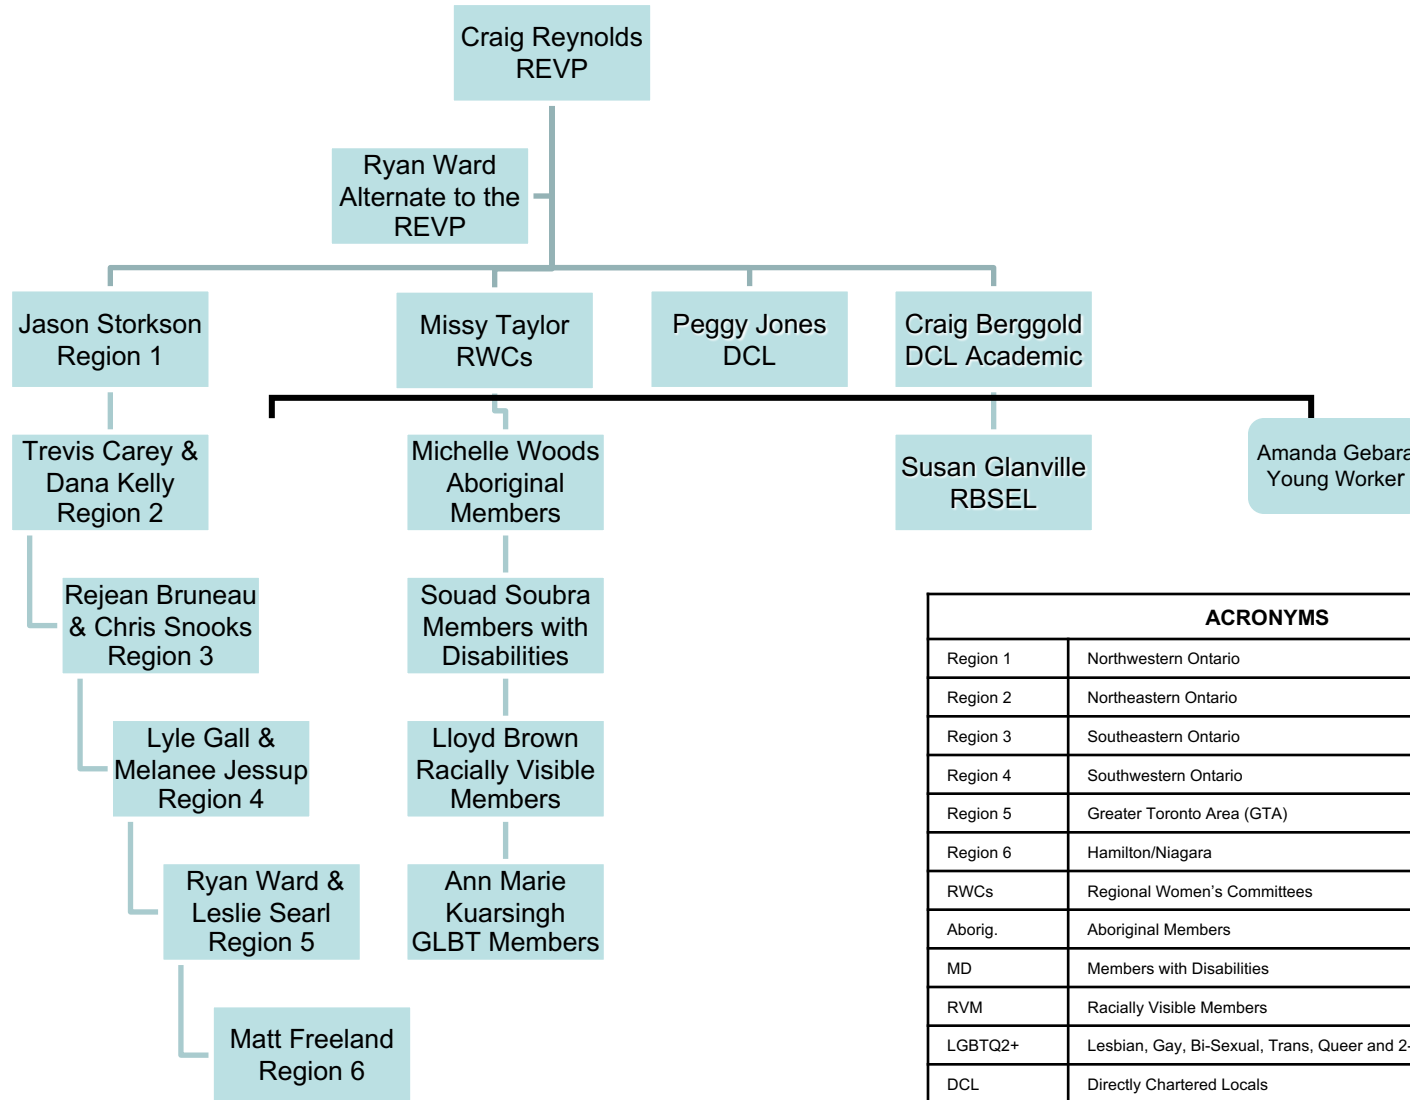 Craig Reynolds
REVP
Ryan Ward
Alternate to the
REVP
Jason Storkson
Region 1
Missy Taylor
RWCs
Peggy Jones
DCL
Craig Berggold
DCL Academic
Trevis Carey &
Dana Kelly
Region 2
Michelle Woods
Aboriginal
Members
Susan Glanville
RBSEL
Amanda Gebara
Young Worker
Rejean Bruneau
& Chris Snooks
Region 3
Souad Soubra
Members with
Disabilities
Lyle Gall &
Melanee Jessup
Region 4
Lloyd Brown
Racially Visible
Members
Ryan Ward &
Leslie Searl
Region 5
Ann Marie
Kuarsingh
GLBT Members
Matt Freeland
Region 6
ACRONYMS
Region 1 Northwestern Ontario
Region 2 Northeastern Ontario
Region 3 Southeastern Ontario
Region 4 Southwestern Ontario
Region 5 Greater Toronto Area (GTA)
Region 6 Hamilton/Niagara
RWCs Regional Women's Committees
Aborig. Aboriginal Members
MD Members with Disabilities
RVM Racially Visible Members
LGBTQ2+ Lesbian, Gay, Bi-Sexual, Trans, Queer and 2-
DCL Directly Chartered Locals